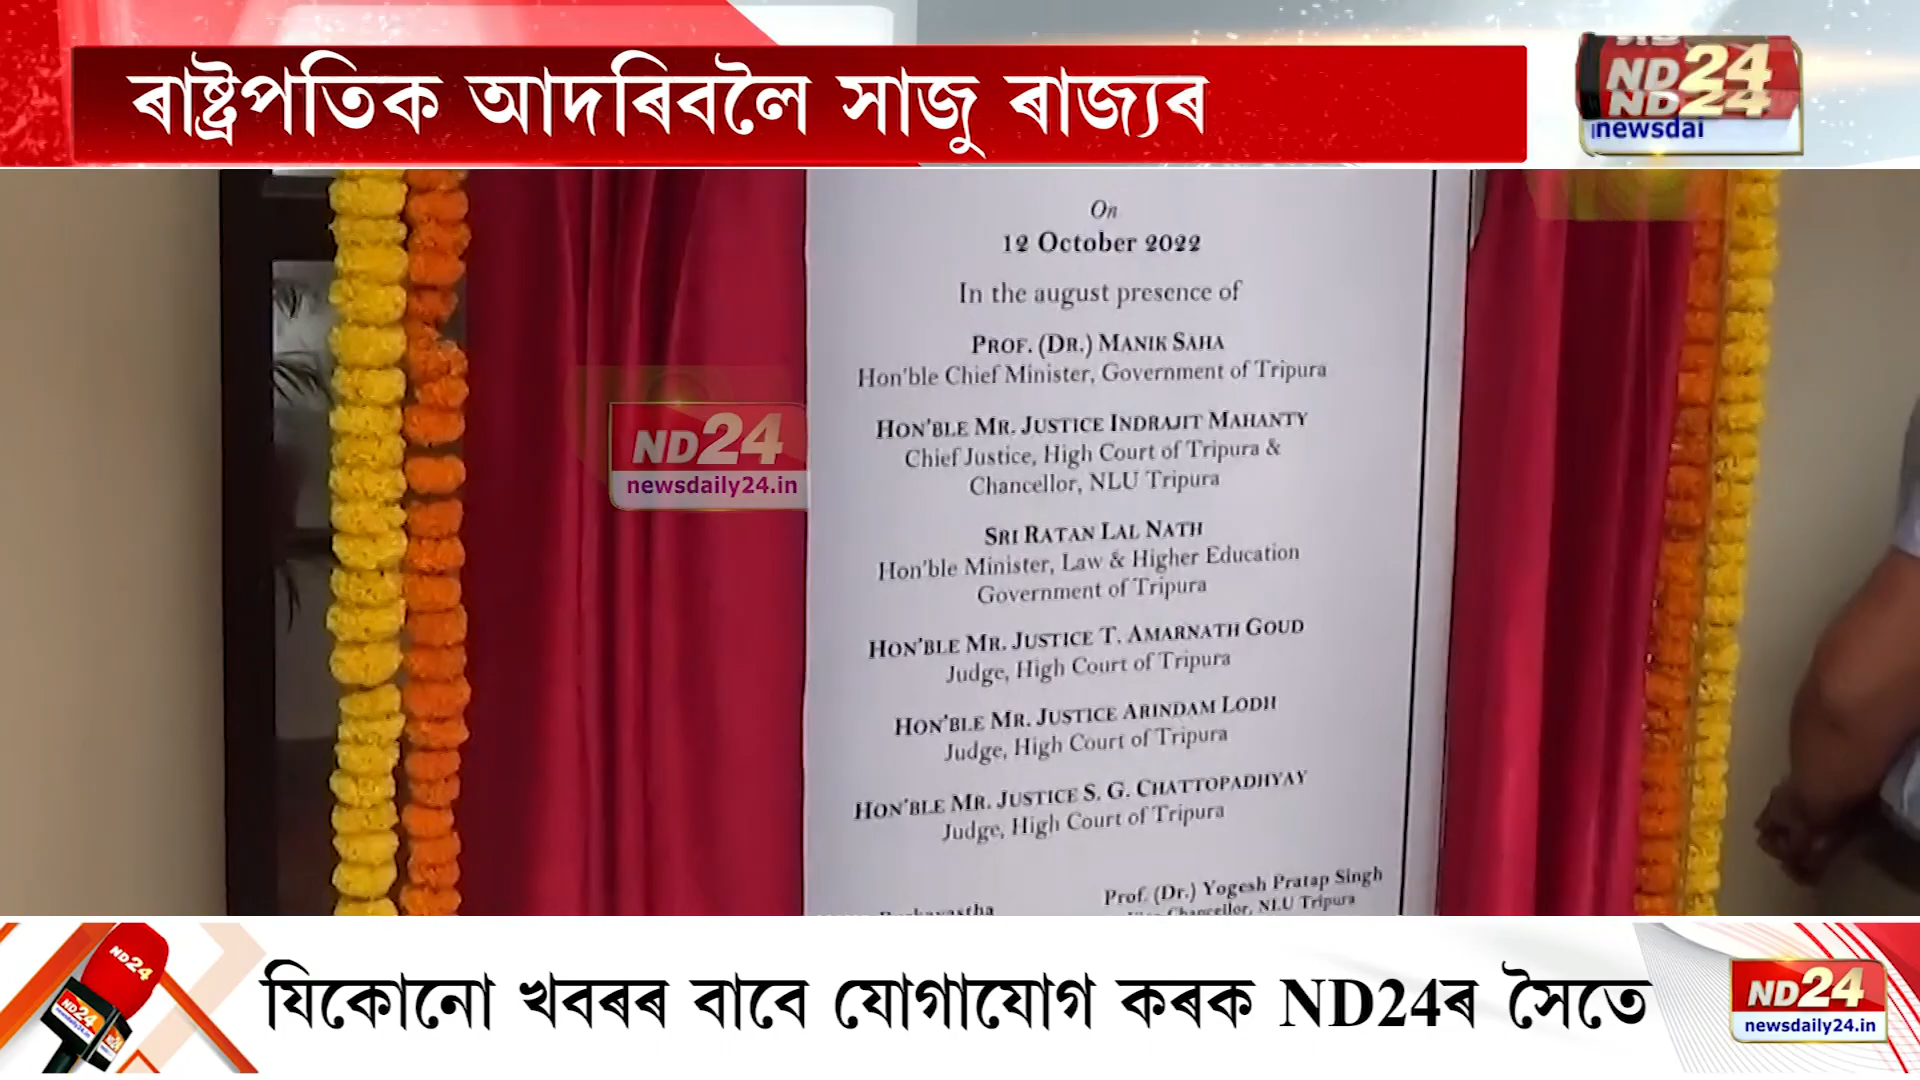 ৰাষ্ট্ৰপতিক আদৰিবলৈ সাজু ৰাজ্যৰ
ND24
ND24
newsdai
On
12 October 2022
In the august presence of
PROF. (DR.) MANIK SAHA
Hon'ble Chief Minister, Government of Tripura
HON'BLE MR. JUSTICE INDRAJIT MAHANTY
Chief Justice, High Court of Tripura &
Chancellor, NLU Tripura
SRI RATAN LAL NATH
Hon'ble Minister, Law & Higher Education
Government of Tripura
HON'BLE MR. JUSTICE T. AMARNATH GOUD
Judge, High Court of Tripura
HON'BLE MR. JUSTICE ARINDAM LODH
Judge, High Court of Tripura
HON'BLE MR. JUSTICE S. G. CHATTOPADHYAY
Judge, High Court of Tripura
Prof. (Dr.) Yogesh Pratap Singh
Chancellor, NLU Tripura
ND24
newsdaily24.in
ND24
ND24
যিকোনো খবৰৰ বাবে যোগাযোগ কৰক ND24ৰ সৈতে
ND24
newsdaily24.in